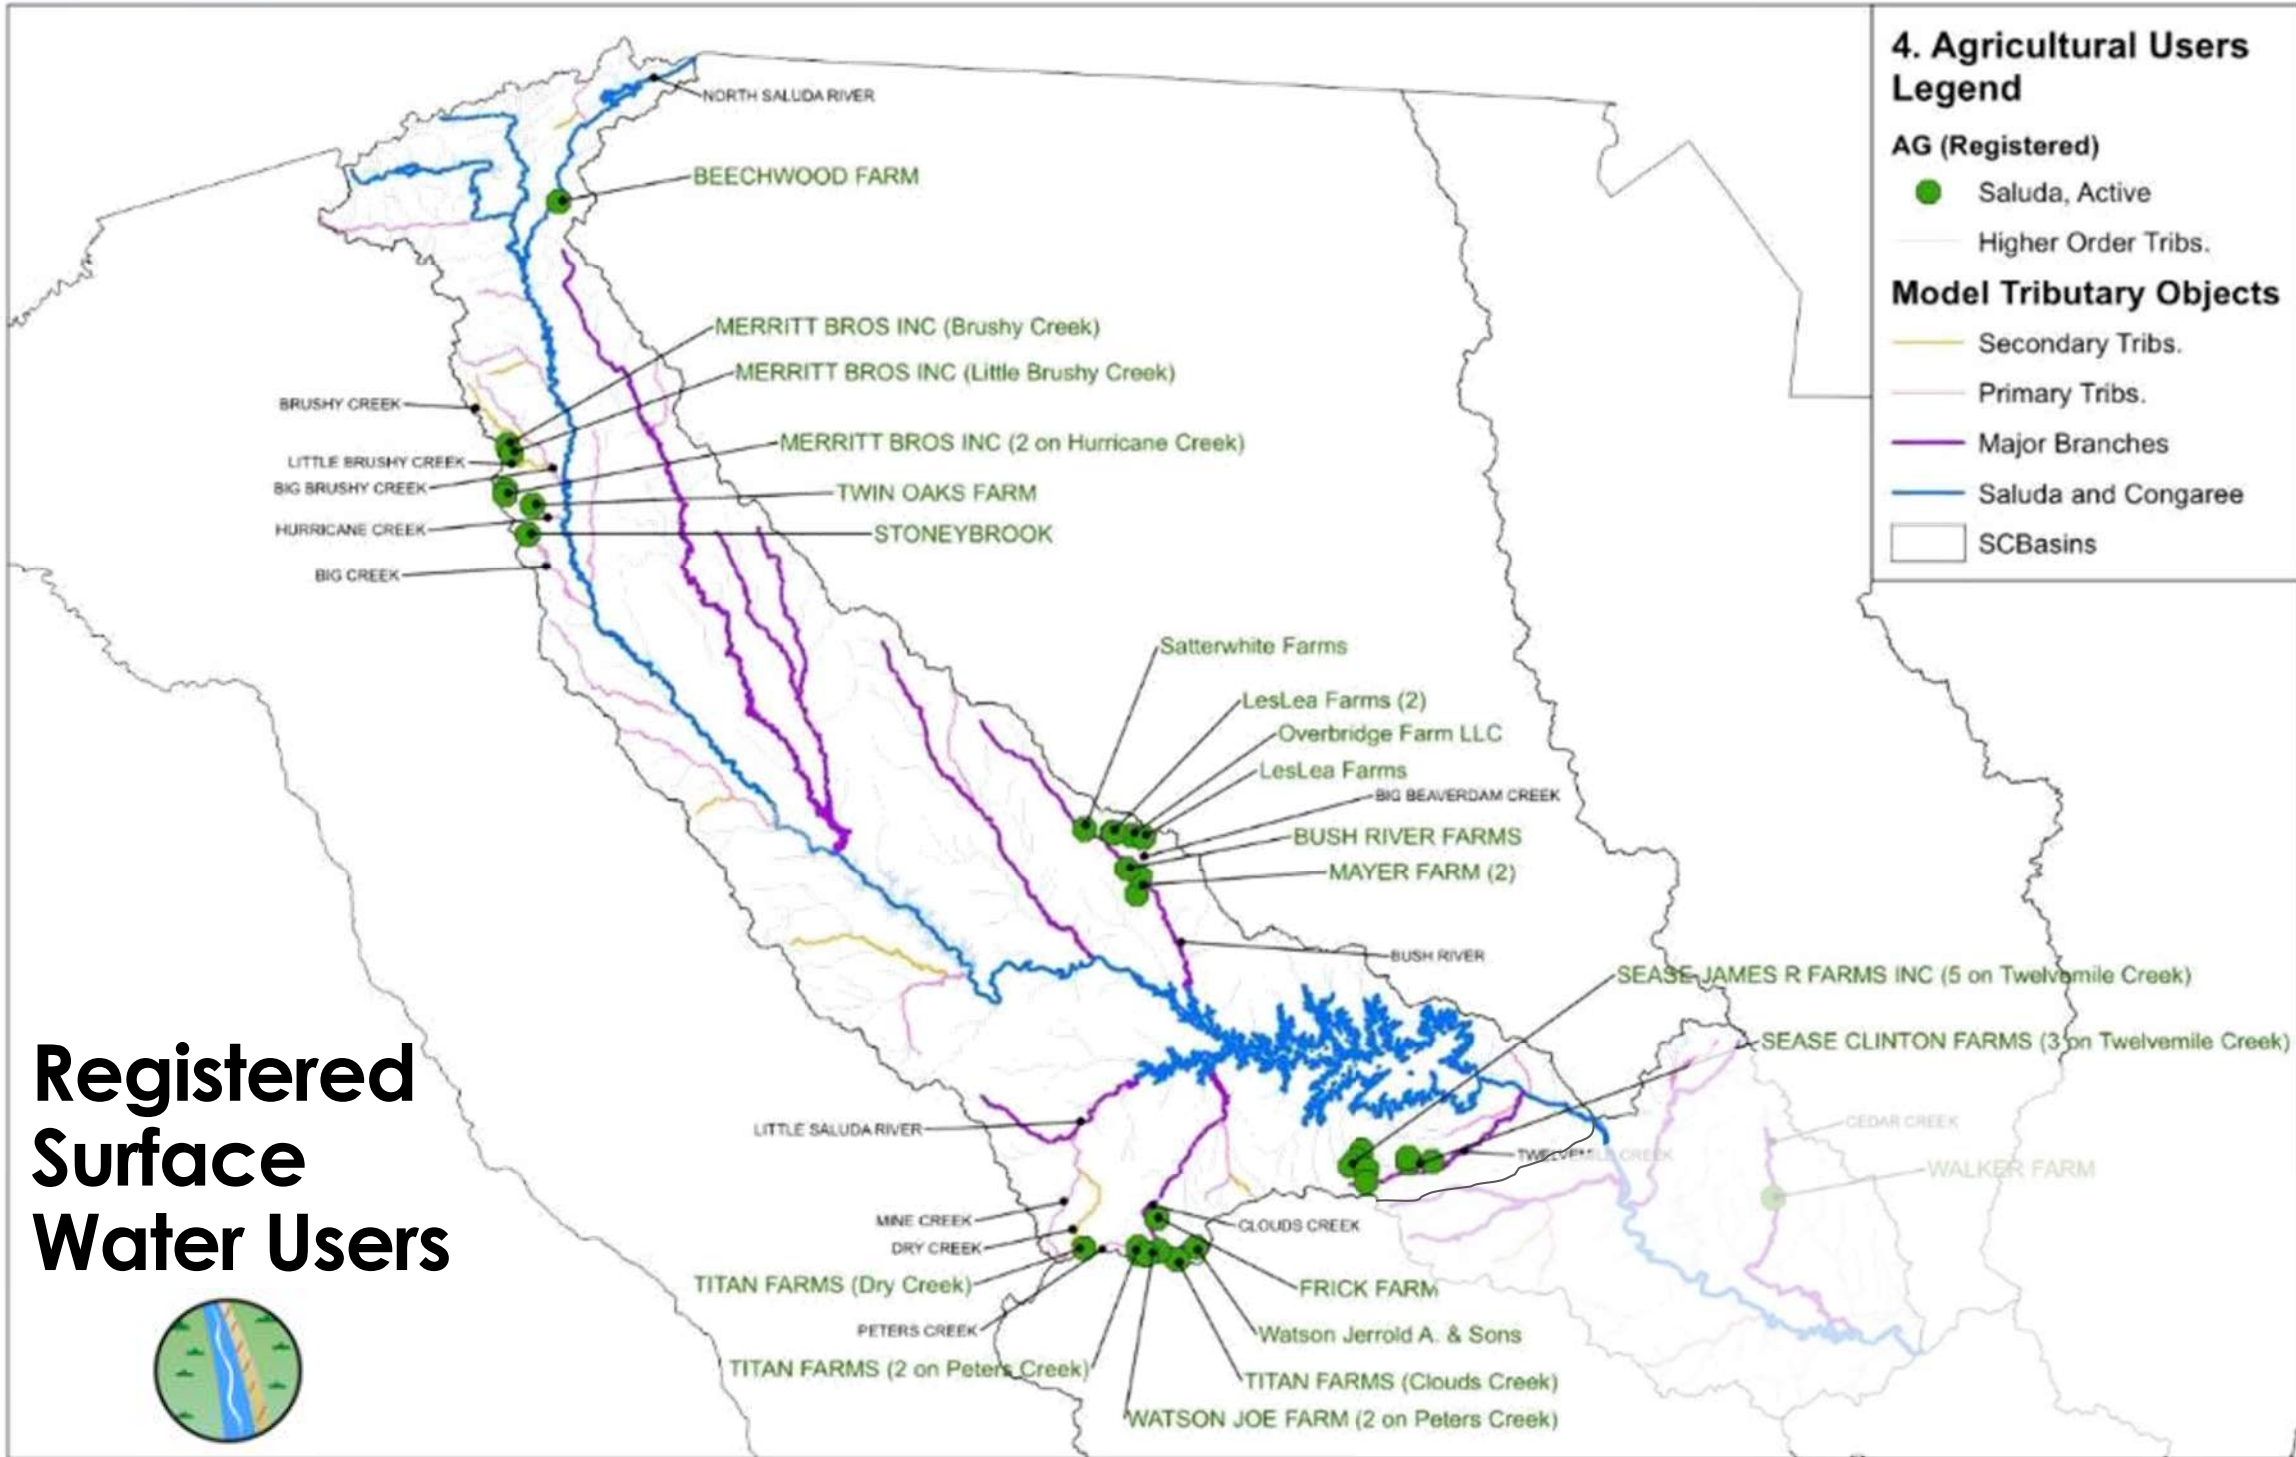 4. Agricultural Users
Legend
AG (Registered)
Saluda, Active
Higher Order Tribs.
Model Tributary Objects
Secondary Tribs.
Primary Tribs.
Major Branches
Saluda and Congaree
SCBasins
NORTH SALUDA RIVER
BEECHWOOD FARM
MERRITT BROS INC (Brushy Creek)
MERRITT BROS INC (Little Brushy Creek)
BRUSHY CREEK
MERRITT BROS INC (2 on Hurricane Creek)
LITTLE BRUSHY CREEK
BIG BRUSHY CREEK
TWIN OAKS FARM
HURRICANE CREEK
STONEYBROOK
BIG CREEK
Satterwhite Farms
LesLea Farms (2)
Overbridge Farm LLC
LesLea Farms
BIG BEAVERDAM CREEK
BUSH RIVER FARMS
MAYER FARM (2)
BUSH RIVER
SEASE JAMES R FARMS INC (5 on Twelvemile Creek)
SEASE CLINTON FARMS (3 on Twelvemile Creek)
CEDAR CREEK
LITTLE SALUDA RIVER
TWELVEMILE CREEK
WALKER FARM
MINE CREEK
CLOUDS CREEK
DRY CREEK
TITAN FARMS (Dry Creek)
FRICK FARM
PETERS CREEK
Watson Jerrold A. & Sons
TITAN FARMS (2 on Peters Creek)
TITAN FARMS (Clouds Creek)
WATSON JOE FARM (2 on Peters Creek)
Registered
Surface
Water Users